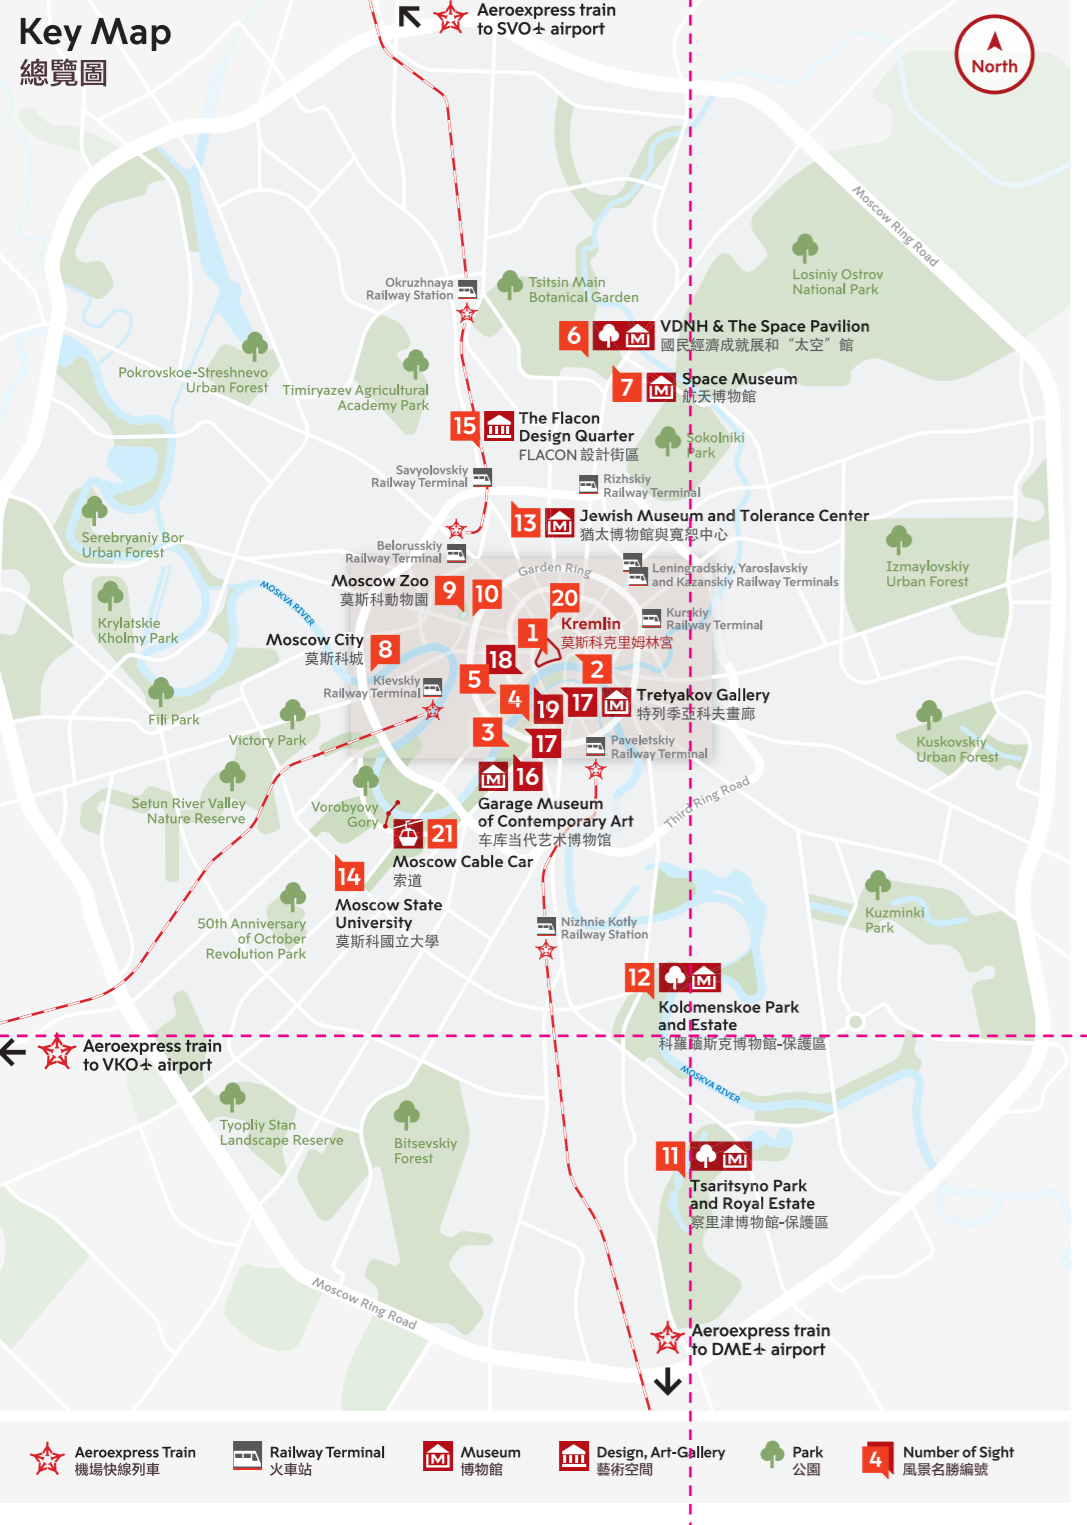 Key Map
總覽圖
Aeroexpress train
to SVO airport
North
Moscow Ring Road
Losiniy Ostrov
National Park
Okruzhnaya
Railway Station
Tsitsin Main
Botanical Garden
6
VDNH & The Space Pavilion
國民經濟成就展和“太空”館
Pokrovskoe-Streshnevo
Urban Forest
Timiryazev Agricultural
Academy Park
7
Space Museum
航天博物館
15
The Flacon
Design Quarter
FLACON 設計街區
Sokolniki
Park
Savyolovskiy
Railway Terminal
Rizhskiy
Railway Terminal
Serebryaniy Bor
Urban Forest
13
Jewish Museum and Tolerance Center
猶太博物館與寬恕中心
Belorusskiy
Railway Terminal
Garden Ring
Leningradskiy, Yaroslavskiy
and Kazanskiy Railway Terminals
Izmaylovskiy
Urban Forest
Moscow Zoo
莫斯科動物園
9
10
20
MOSKVA RIVER
Krylatskie
Kholmy Park
1
Kremlin
莫斯科克里姆林宮
Kurskiy
Railway Terminal
Moscow City
莫斯科城
8
18
2
Kievskiy
Railway Terminal
5
4
19
17
Tretyakov Gallery
特列季亞科夫畫廊
Fili Park
Victory Park
3
17
Paveletskiy
Railway Terminal
Kuskovskiy
Urban Forest
16
Setun River Valley
Nature Reserve
Vorobyovy
Gory
Garage Museum
of Contemporary Art
车库当代艺术博物馆
Third Ring Road
21
Moscow Cable Car
索道
14
Moscow State
University
莫斯科國立大學
50th Anniversary
of October
Revolution Park
Nizhnie Kotly
Railway Station
Kuzminki
Park
12
Kolomenskoe Park
and Estate
科羅緬斯克博物館-保護區
Aeroexpress train
to VKO airport
MOSKVA RIVER
Tyopliy Stan
Landscape Reserve
Bitsevskiy
Forest
11
Tsaritsyno Park
and Royal Estate
察里津博物館-保護區
Moscow Ring Road
Aeroexpress train
to DME airport
Aeroexpress Train
機場快線列車
Railway Terminal
火車站
Museum
博物館
Design, Art-Gallery
藝術空間
Park
公園
4
Number of Sight
風景名勝編號